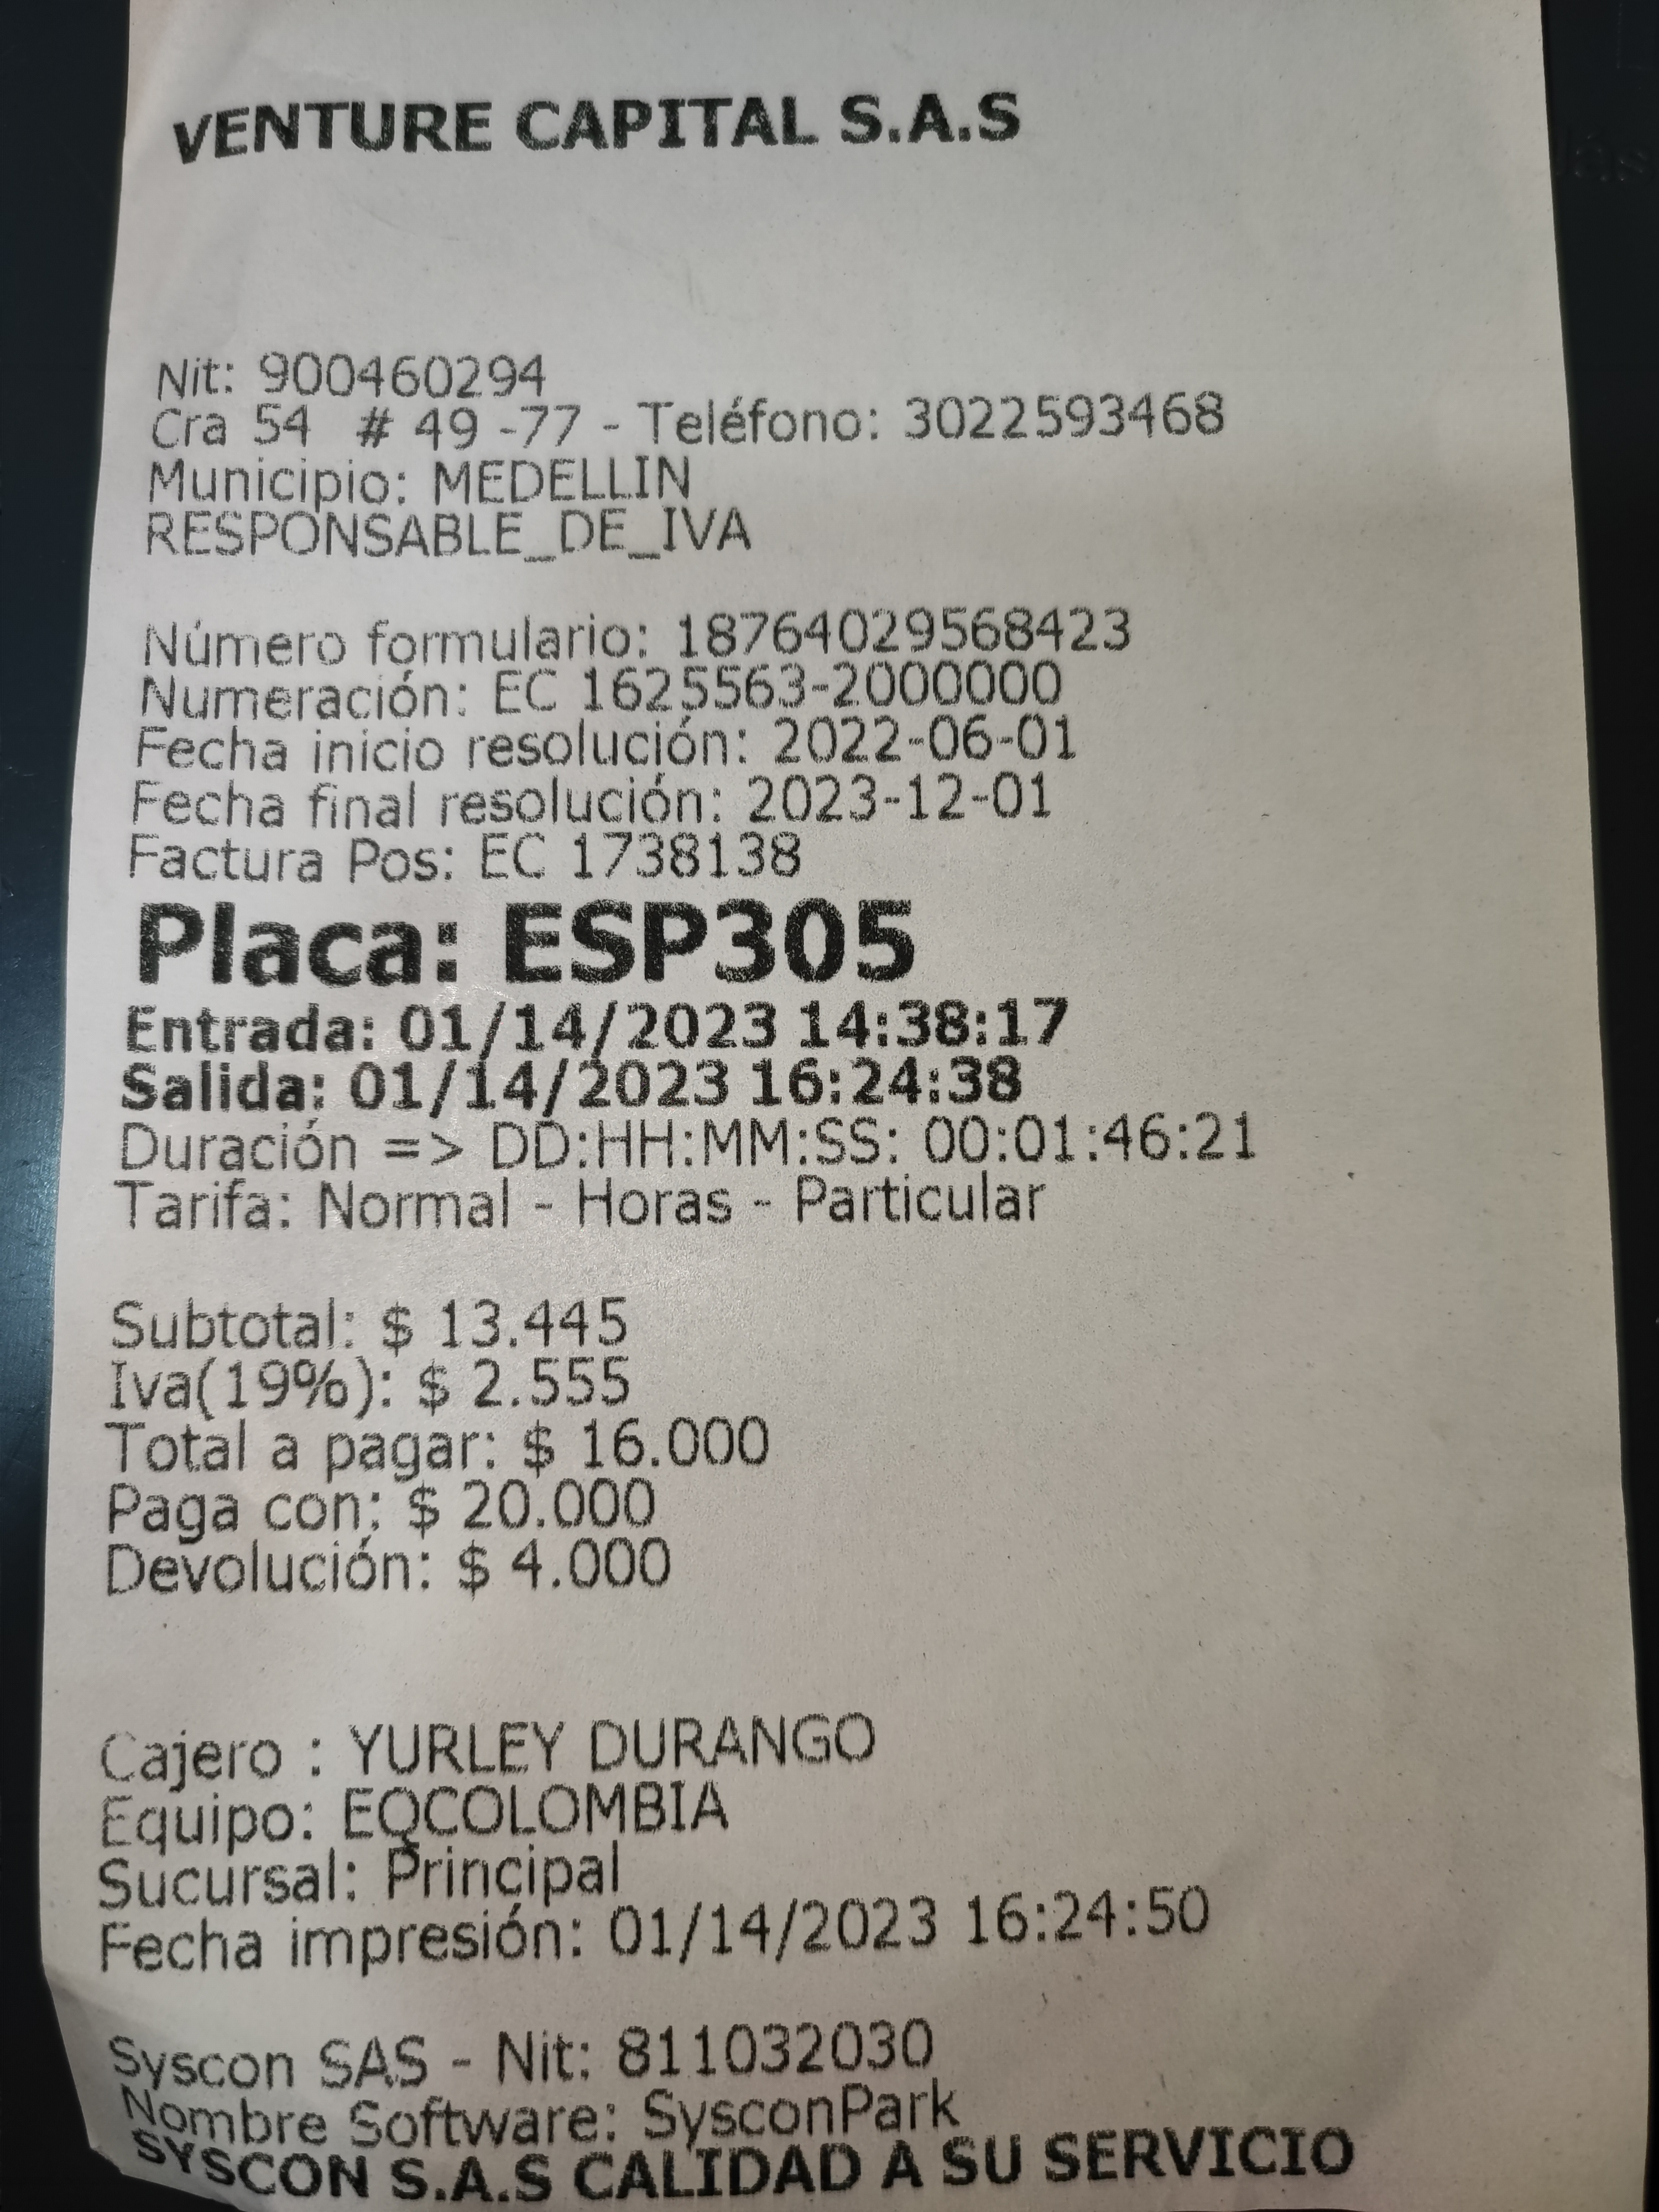 VENTURE CAPITAL S.A.S
Nit: 900460294
Cra 54 # 49 -77 - Teléfono: 3022593468
Municipio: MEDELLIN
RESPONSABLE_DE_IVA
Número formulario: 18764029568423
Numeración: EC 1625563-2000000
Fecha inicio resolución: 2022-06-01
Fecha final resolución: 2023-12-01
Factura Pos: EC 1738138
Placa: ESP305
Entrada: 01/14/2023 14:38:17
Salida: 01/14/2023 16:24:38
Duración => DD:HH:MM:SS: 00:01:46:21
Tarifa: Normal - Horas - Particular
Subtotal: $ 13.445
Iva(19%): $ 2.555
Total a pagar: $ 16.000
Paga con: $ 20.000
Devolución: $ 4.000
Cajero : YURLEY DURANGO
Equipo: EQCOLOMBIA
Sucursal: Principal
Fecha impresión: 01/14/2023 16:24:50
Syscon SAS - Nit: 811032030
Nombre Software: SysconPark
SYSCON S.A.S CALIDAD A SU SERVICIO